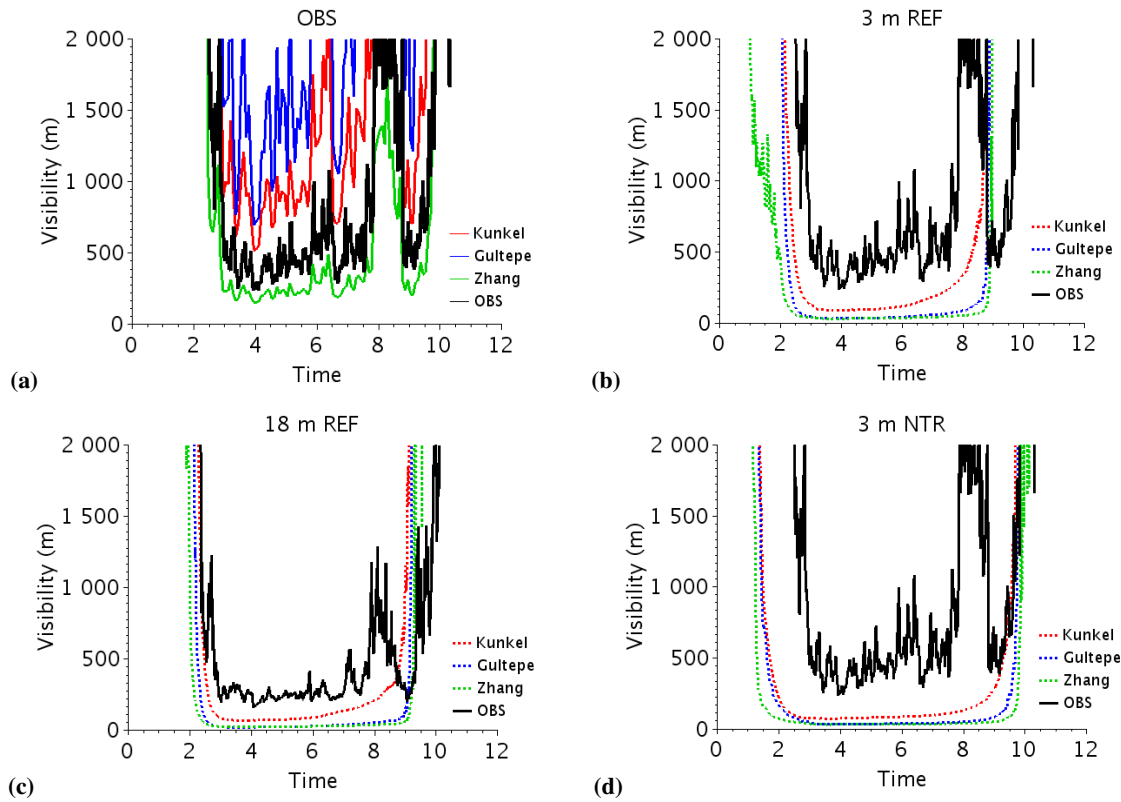 OBS
2 000
1 500
1 000
500
0
Visibility (m)
Kunkel
Gultepe
Zhang
OBS
0 2 4 6 8 10 12
Time
(a)
3 m REF
2 000
1 500
1 000
500
0
Visibility (m)
Kunkel
Gultepe
Zhang
OBS
0 2 4 6 8 10 12
Time
(b)
18 m REF
2 000
1 500
1 000
500
0
Visibility (m)
Kunkel
Gultepe
Zhang
OBS
0 2 4 6 8 10 12
Time
(c)
3 m NTR
2 000
1 500
1 000
500
0
Visibility (m)
Kunkel
Gultepe
Zhang
OBS
0 2 4 6 8 10 12
Time
(d)